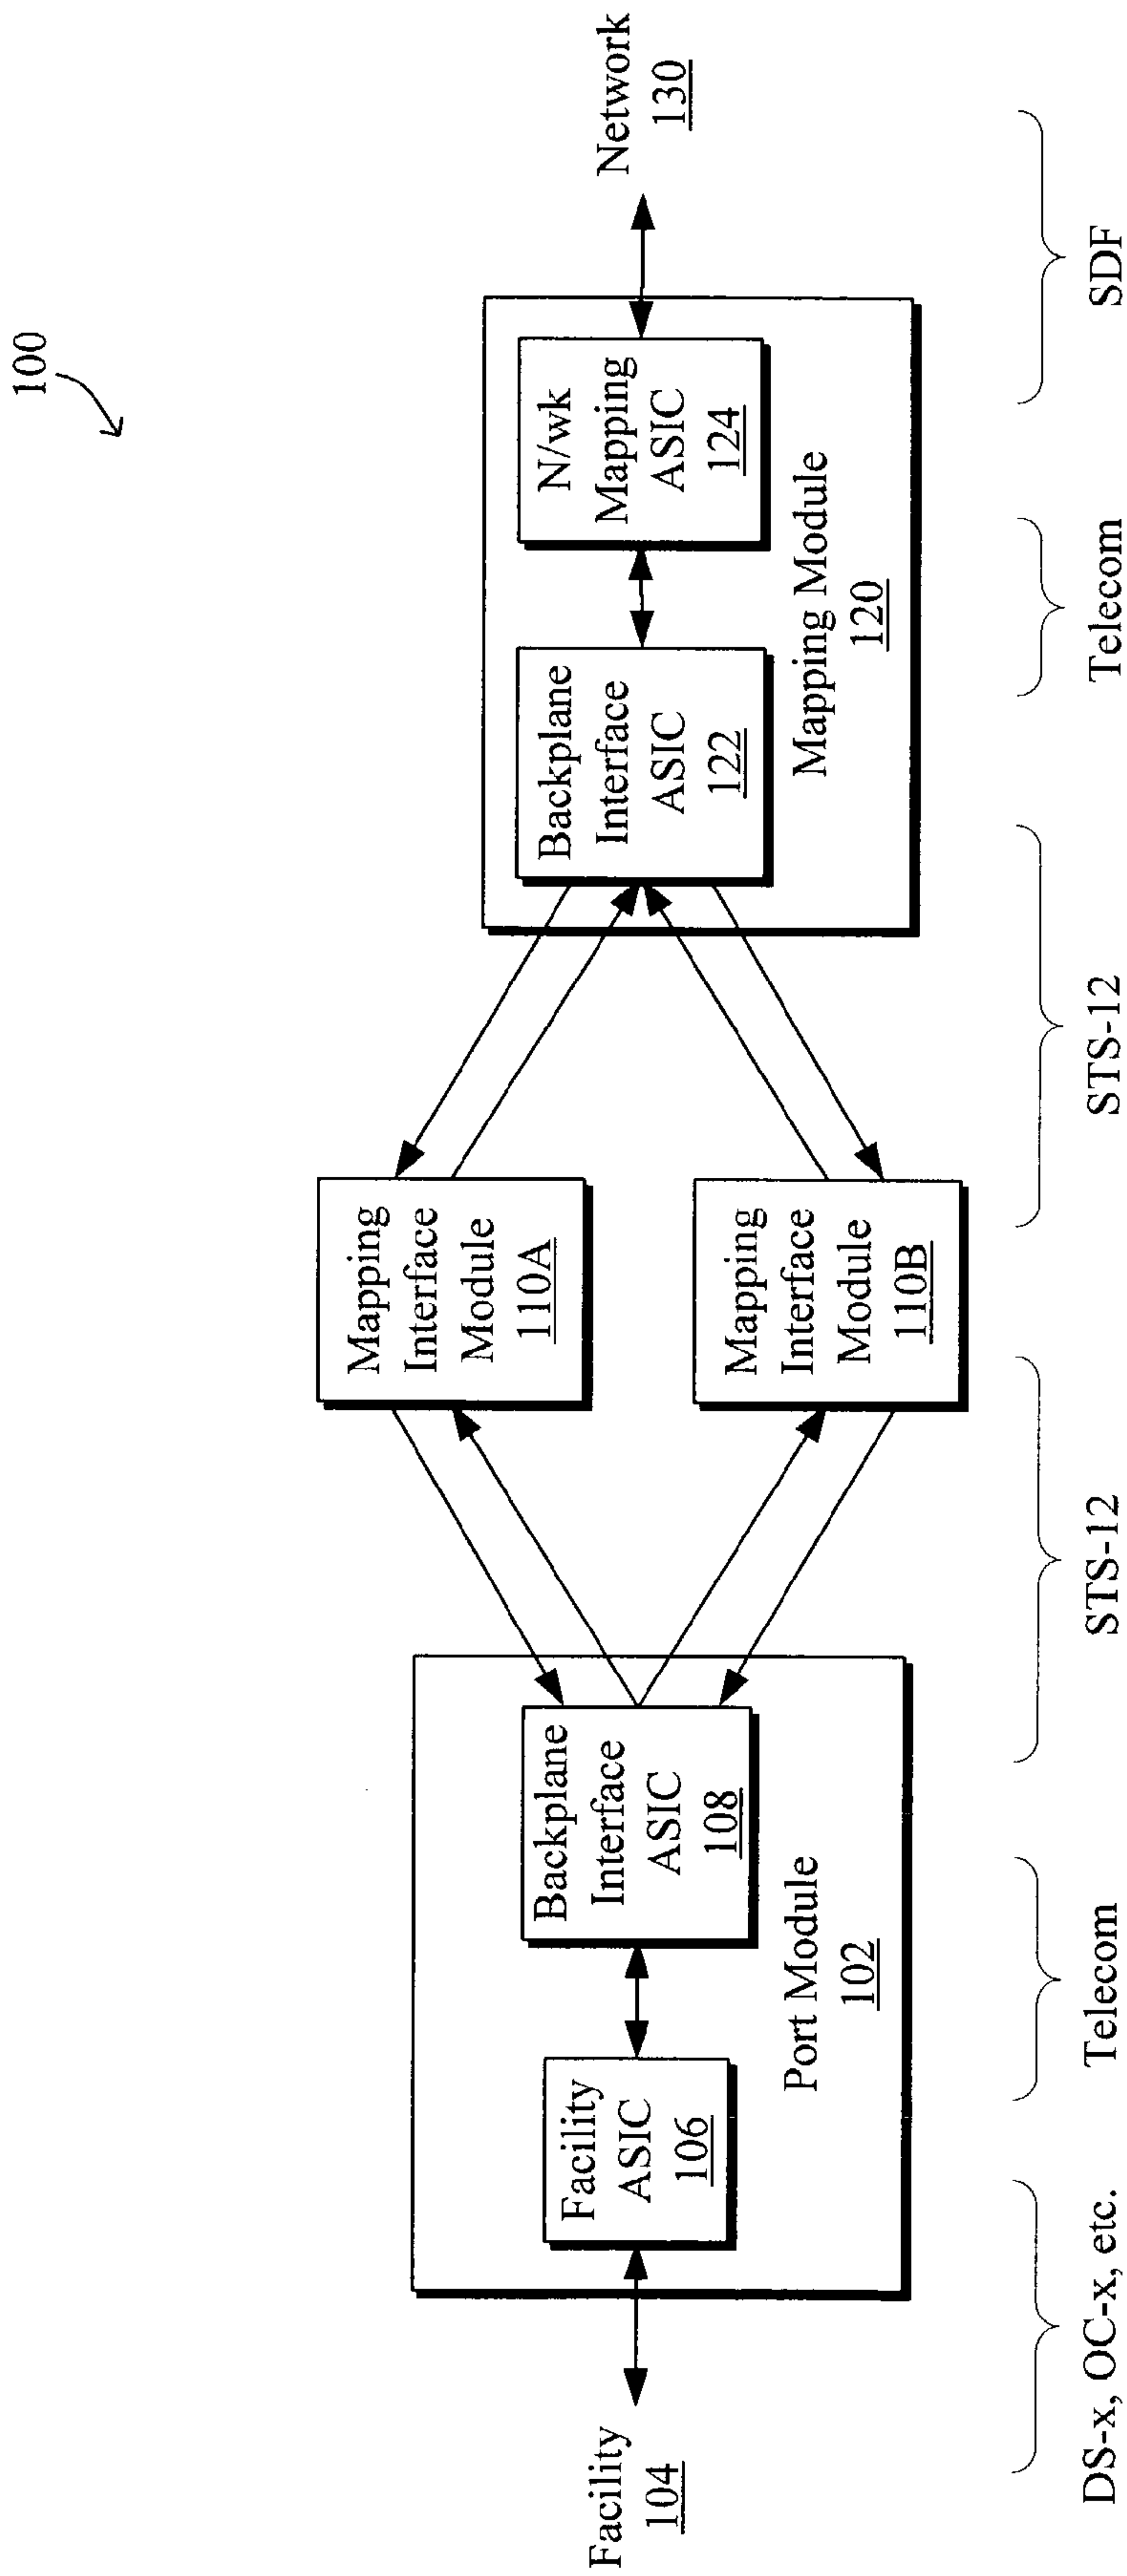 100
Facility
104
Facility
ASIC
106
Backplane
Interface
ASIC
108
Port Module
102
Mapping
Interface
Module
110A
Mapping
Interface
Module
110B
Backplane
Interface
ASIC
122
N/wk
Mapping
ASIC
124
Mapping Module
120
Network
130
DS-x, OC-x, etc.
Telecom
STS-12
STS-12
Telecom
SDF